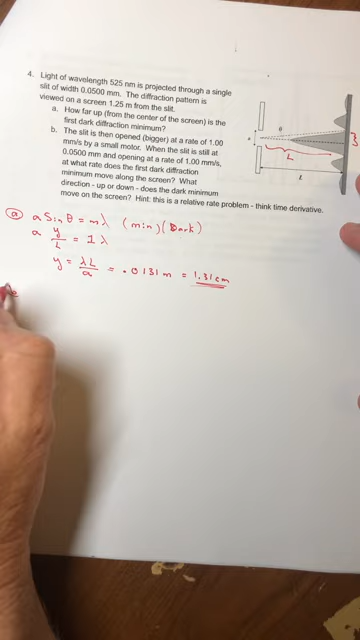 4. Light of wavelength 525 nm is projected through a single
slit of width 0.0500 mm. The diffraction pattern is
viewed on a screen 1.25 m from the slit.
a. How far up (from the center of the screen) is the
first dark diffraction minimum?
b. The slit is then opened (bigger) at a rate of 1.00
mm/s by a small motor. When the slit is still at
0.0500 mm and opening at a rate of 1.00 mm/s,
at what rate does the first dark diffraction
minimum move along the screen? What
direction - up or down - does the dark minimum
move on the screen? Hint: this is a relative rate problem - think time derivative.
θ
L
ℓ
(a) a Sin θ = mλ (min) (Dark)
a y/L = 1 λ
y = λL/a = .0131 m = 1.31 cm